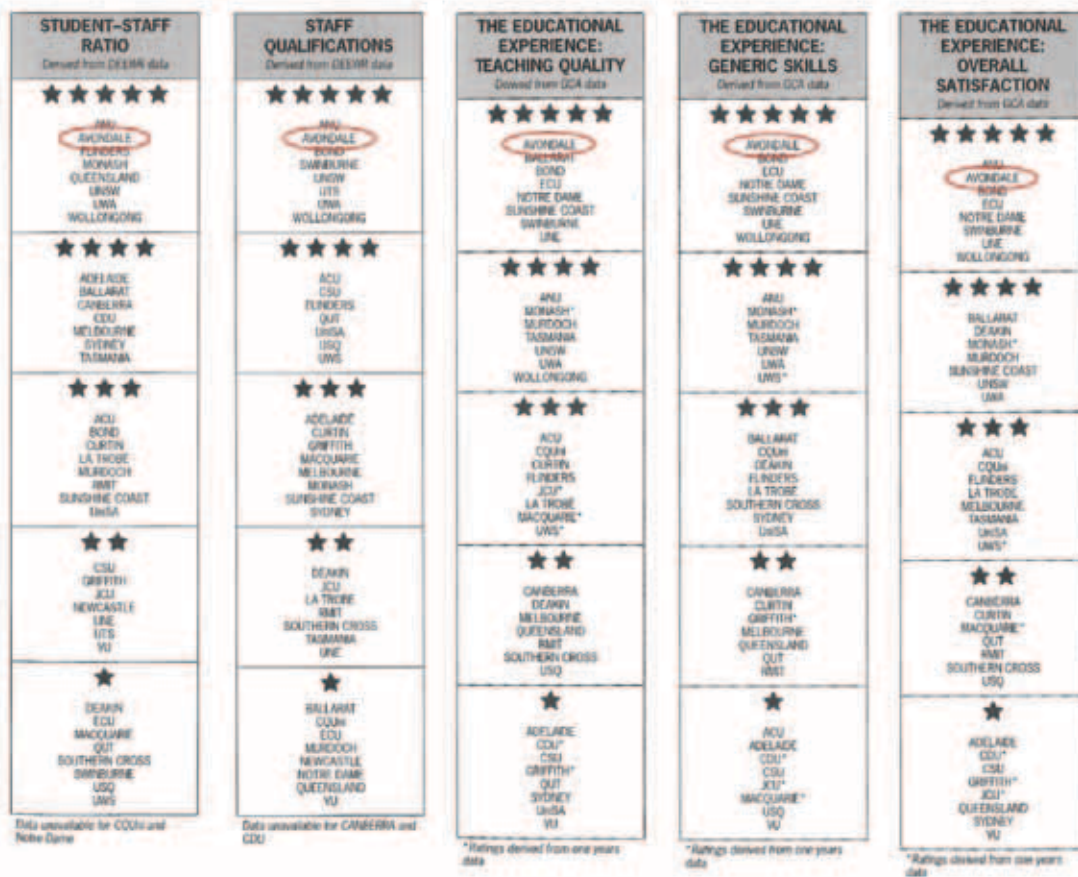 STUDENT–STAFF
RATIO
Derived from DEEWR data
ANU
AVONDALE
FLINDERS
MONASH
QUEENSLAND
UNSW
UWA
WOLLONGONG
ADELAIDE
BALLARAT
CANBERRA
CDU
MELBOURNE
SYDNEY
TASMANIA
ACU
BOND
CURTIN
LA TROBE
MURDOCH
RMIT
SUNSHINE COAST
UniSA
CSU
GRIFFITH
JCU
NEWCASTLE
UNE
UTS
VU
DEAKIN
ECU
MACQUARIE
QUT
SOUTHERN CROSS
SWINBURNE
USQ
UWS
Data unavailable for CQUni and
Notre Dame
STAFF
QUALIFICATIONS
Derived from DEEWR data
ANU
AVONDALE
BOND
SWINBURNE
UNSW
UTS
UWA
WOLLONGONG
ACU
CSU
FLINDERS
QUT
UniSA
USQ
UWS
ADELAIDE
CURTIN
GRIFFITH
MACQUARIE
MELBOURNE
MONASH
SUNSHINE COAST
SYDNEY
DEAKIN
JCU
LA TROBE
RMIT
SOUTHERN CROSS
TASMANIA
UNE
BALLARAT
CQUni
ECU
MURDOCH
NEWCASTLE
NOTRE DAME
QUEENSLAND
VU
Data unavailable for CANBERRA and
CDU
THE EDUCATIONAL
EXPERIENCE:
TEACHING QUALITY
Derived from GCA data
AVONDALE
BALLARAT
BOND
ECU
NOTRE DAME
SUNSHINE COAST
SWINBURNE
UNE
ANU
MONASH*
MURDOCH
TASMANIA
UNSW
UWA
WOLLONGONG
ACU
CQUni
CURTIN
FLINDERS
JCU*
LA TROBE
MACQUARIE*
UWS*
CANBERRA
DEAKIN
MELBOURNE
QUEENSLAND
RMIT
SOUTHERN CROSS
USQ
ADELAIDE
CDU*
CSU
GRIFFITH*
QUT
SYDNEY
UniSA
VU
*Ratings derived from one years
data
THE EDUCATIONAL
EXPERIENCE:
GENERIC SKILLS
Derived from GCA data
AVONDALE
BOND
ECU
NOTRE DAME
SUNSHINE COAST
SWINBURNE
UNE
WOLLONGONG
ANU
MONASH*
MURDOCH
TASMANIA
UNSW
UWA
UWS*
BALLARAT
CQUni
DEAKIN
FLINDERS
LA TROBE
SOUTHERN CROSS
SYDNEY
UniSA
CANBERRA
CURTIN
GRIFFITH*
MELBOURNE
QUEENSLAND
QUT
RMIT
ACU
ADELAIDE
CDU*
CSU
JCU*
MACQUARIE*
USQ
VU
*Ratings derived from one years
data
THE EDUCATIONAL
EXPERIENCE:
OVERALL
SATISFACTION
Derived from GCA data
ANU
AVONDALE
BOND
ECU
NOTRE DAME
SWINBURNE
UNE
WOLLONGONG
BALLARAT
DEAKIN
MONASH*
MURDOCH
SUNSHINE COAST
UNSW
UWA
ACU
CQUni
FLINDERS
LA TROBE
MELBOURNE
TASMANIA
UniSA
UWS*
CANBERRA
CURTIN
MACQUARIE*
QUT
RMIT
SOUTHERN CROSS
USQ
ADELAIDE
CDU*
CSU
GRIFFITH*
JCU*
QUEENSLAND
SYDNEY
VU
*Ratings derived from one years
data